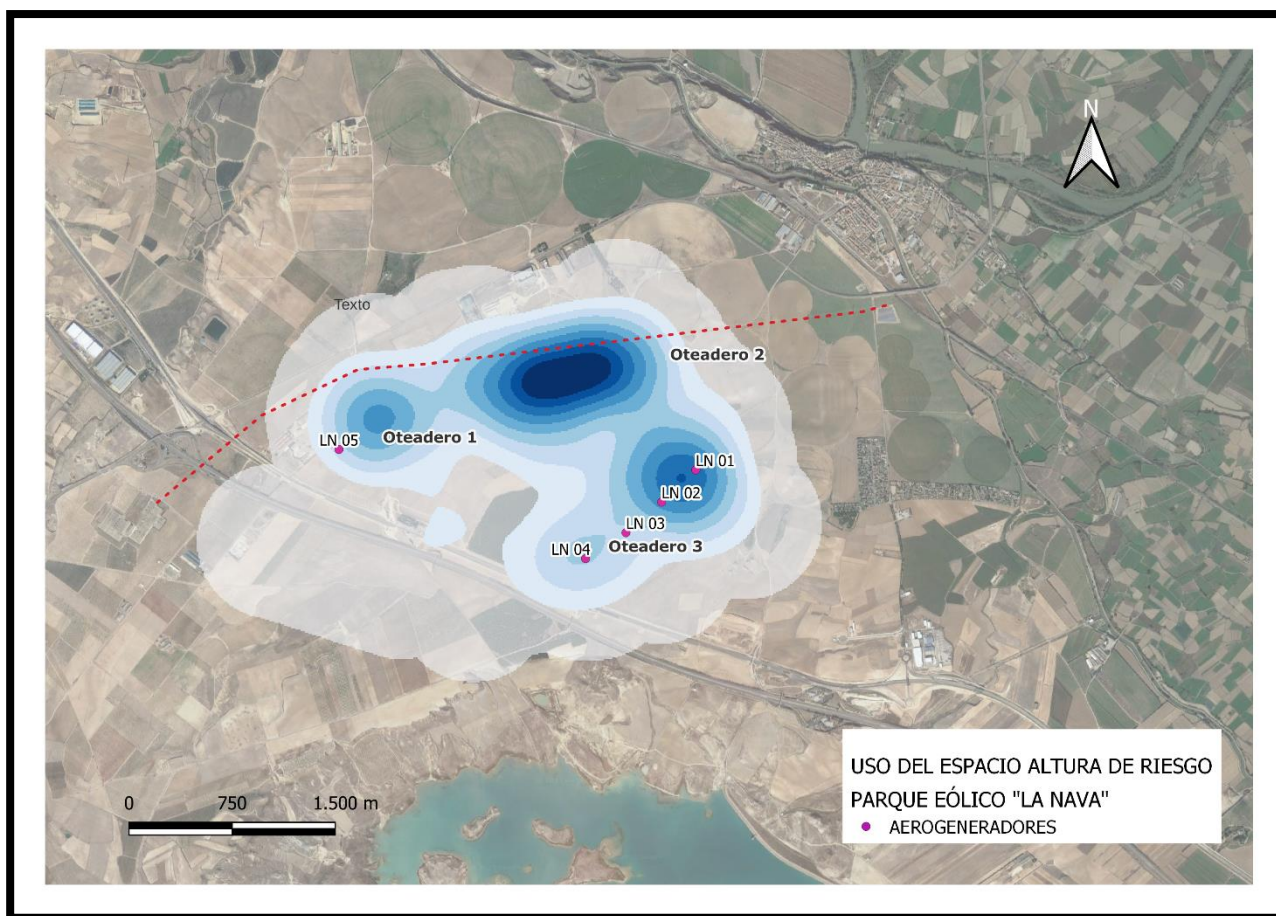 N
Texto
Oteadero 2
Oteadero 1
LN 05
LN 01
LN 02
LN 03
Oteadero 3
LN 04
0 750 1.500 m
USO DEL ESPACIO ALTURA DE RIESGO
PARQUE EÓLICO "LA NAVA"
AEROGENERADORES